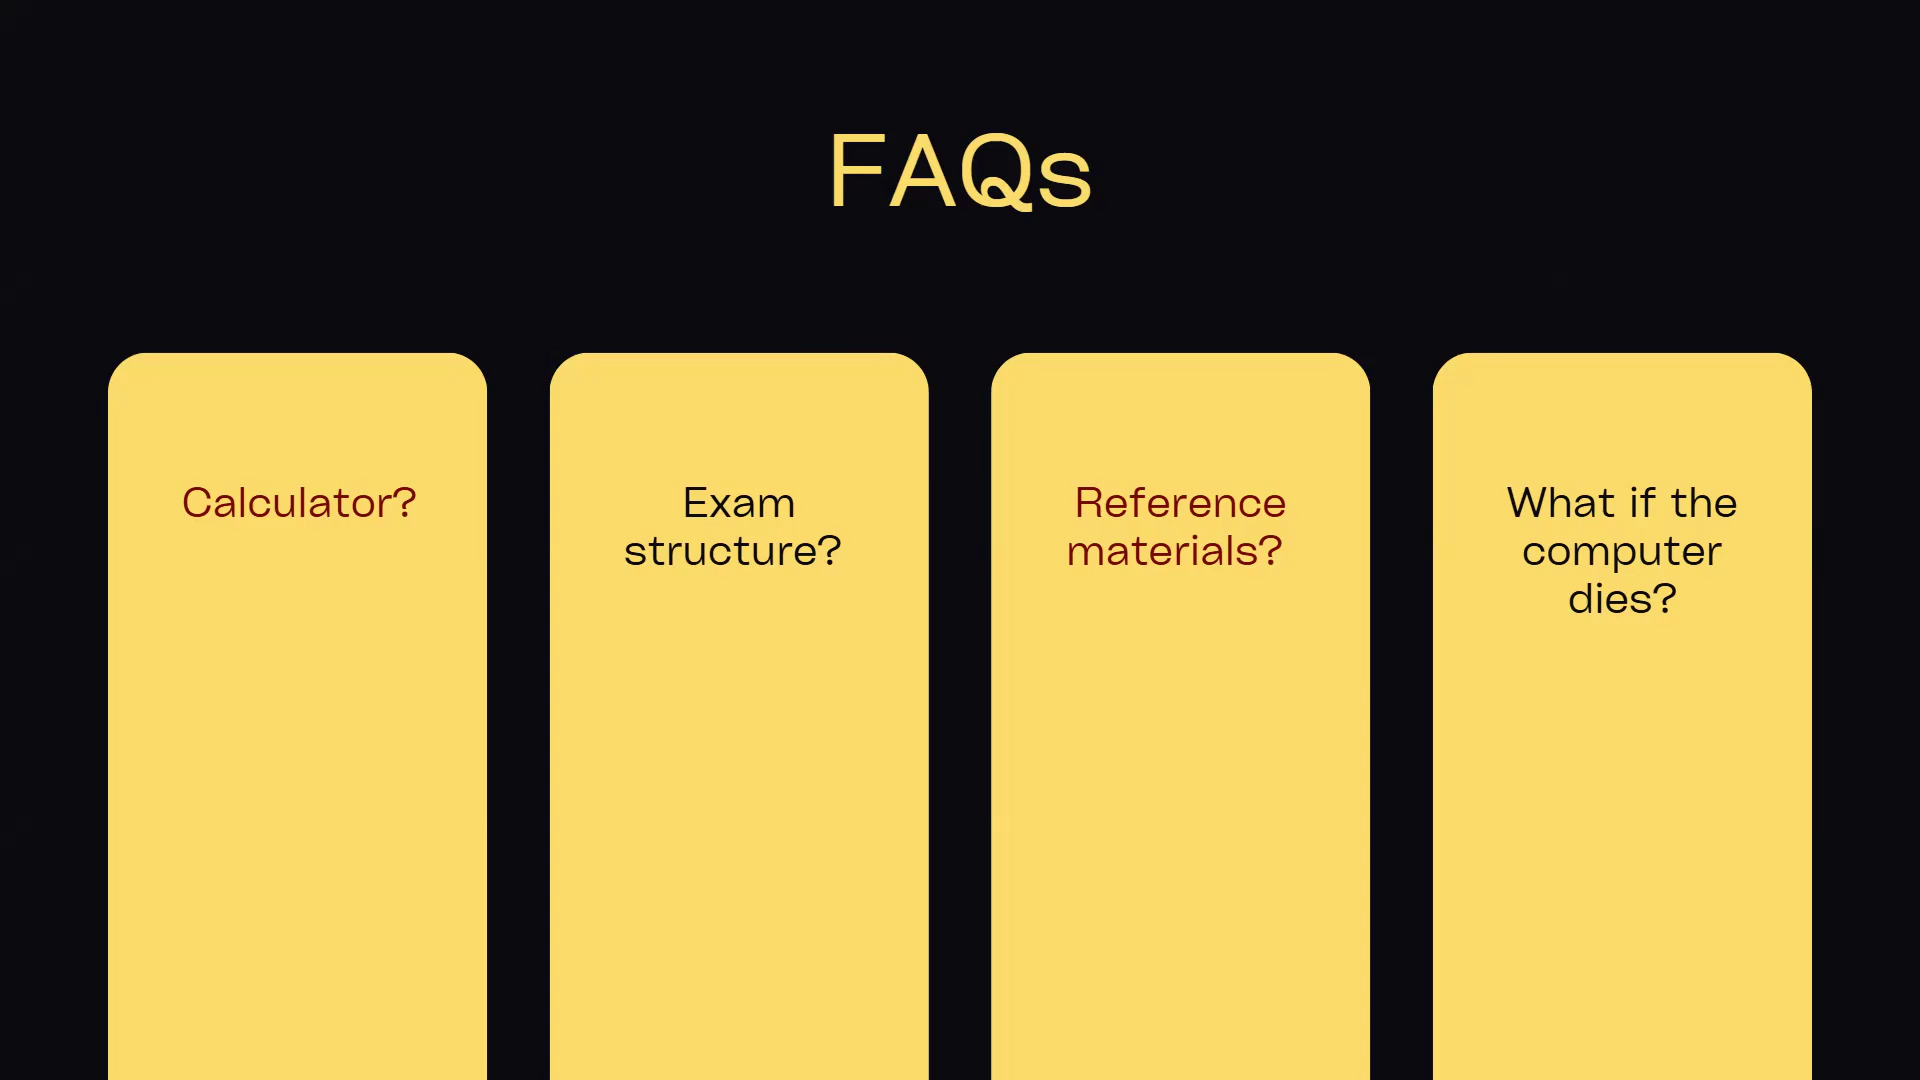 FAQs
Calculator?
Exam
structure?
Reference
materials?
What if the
computer
dies?